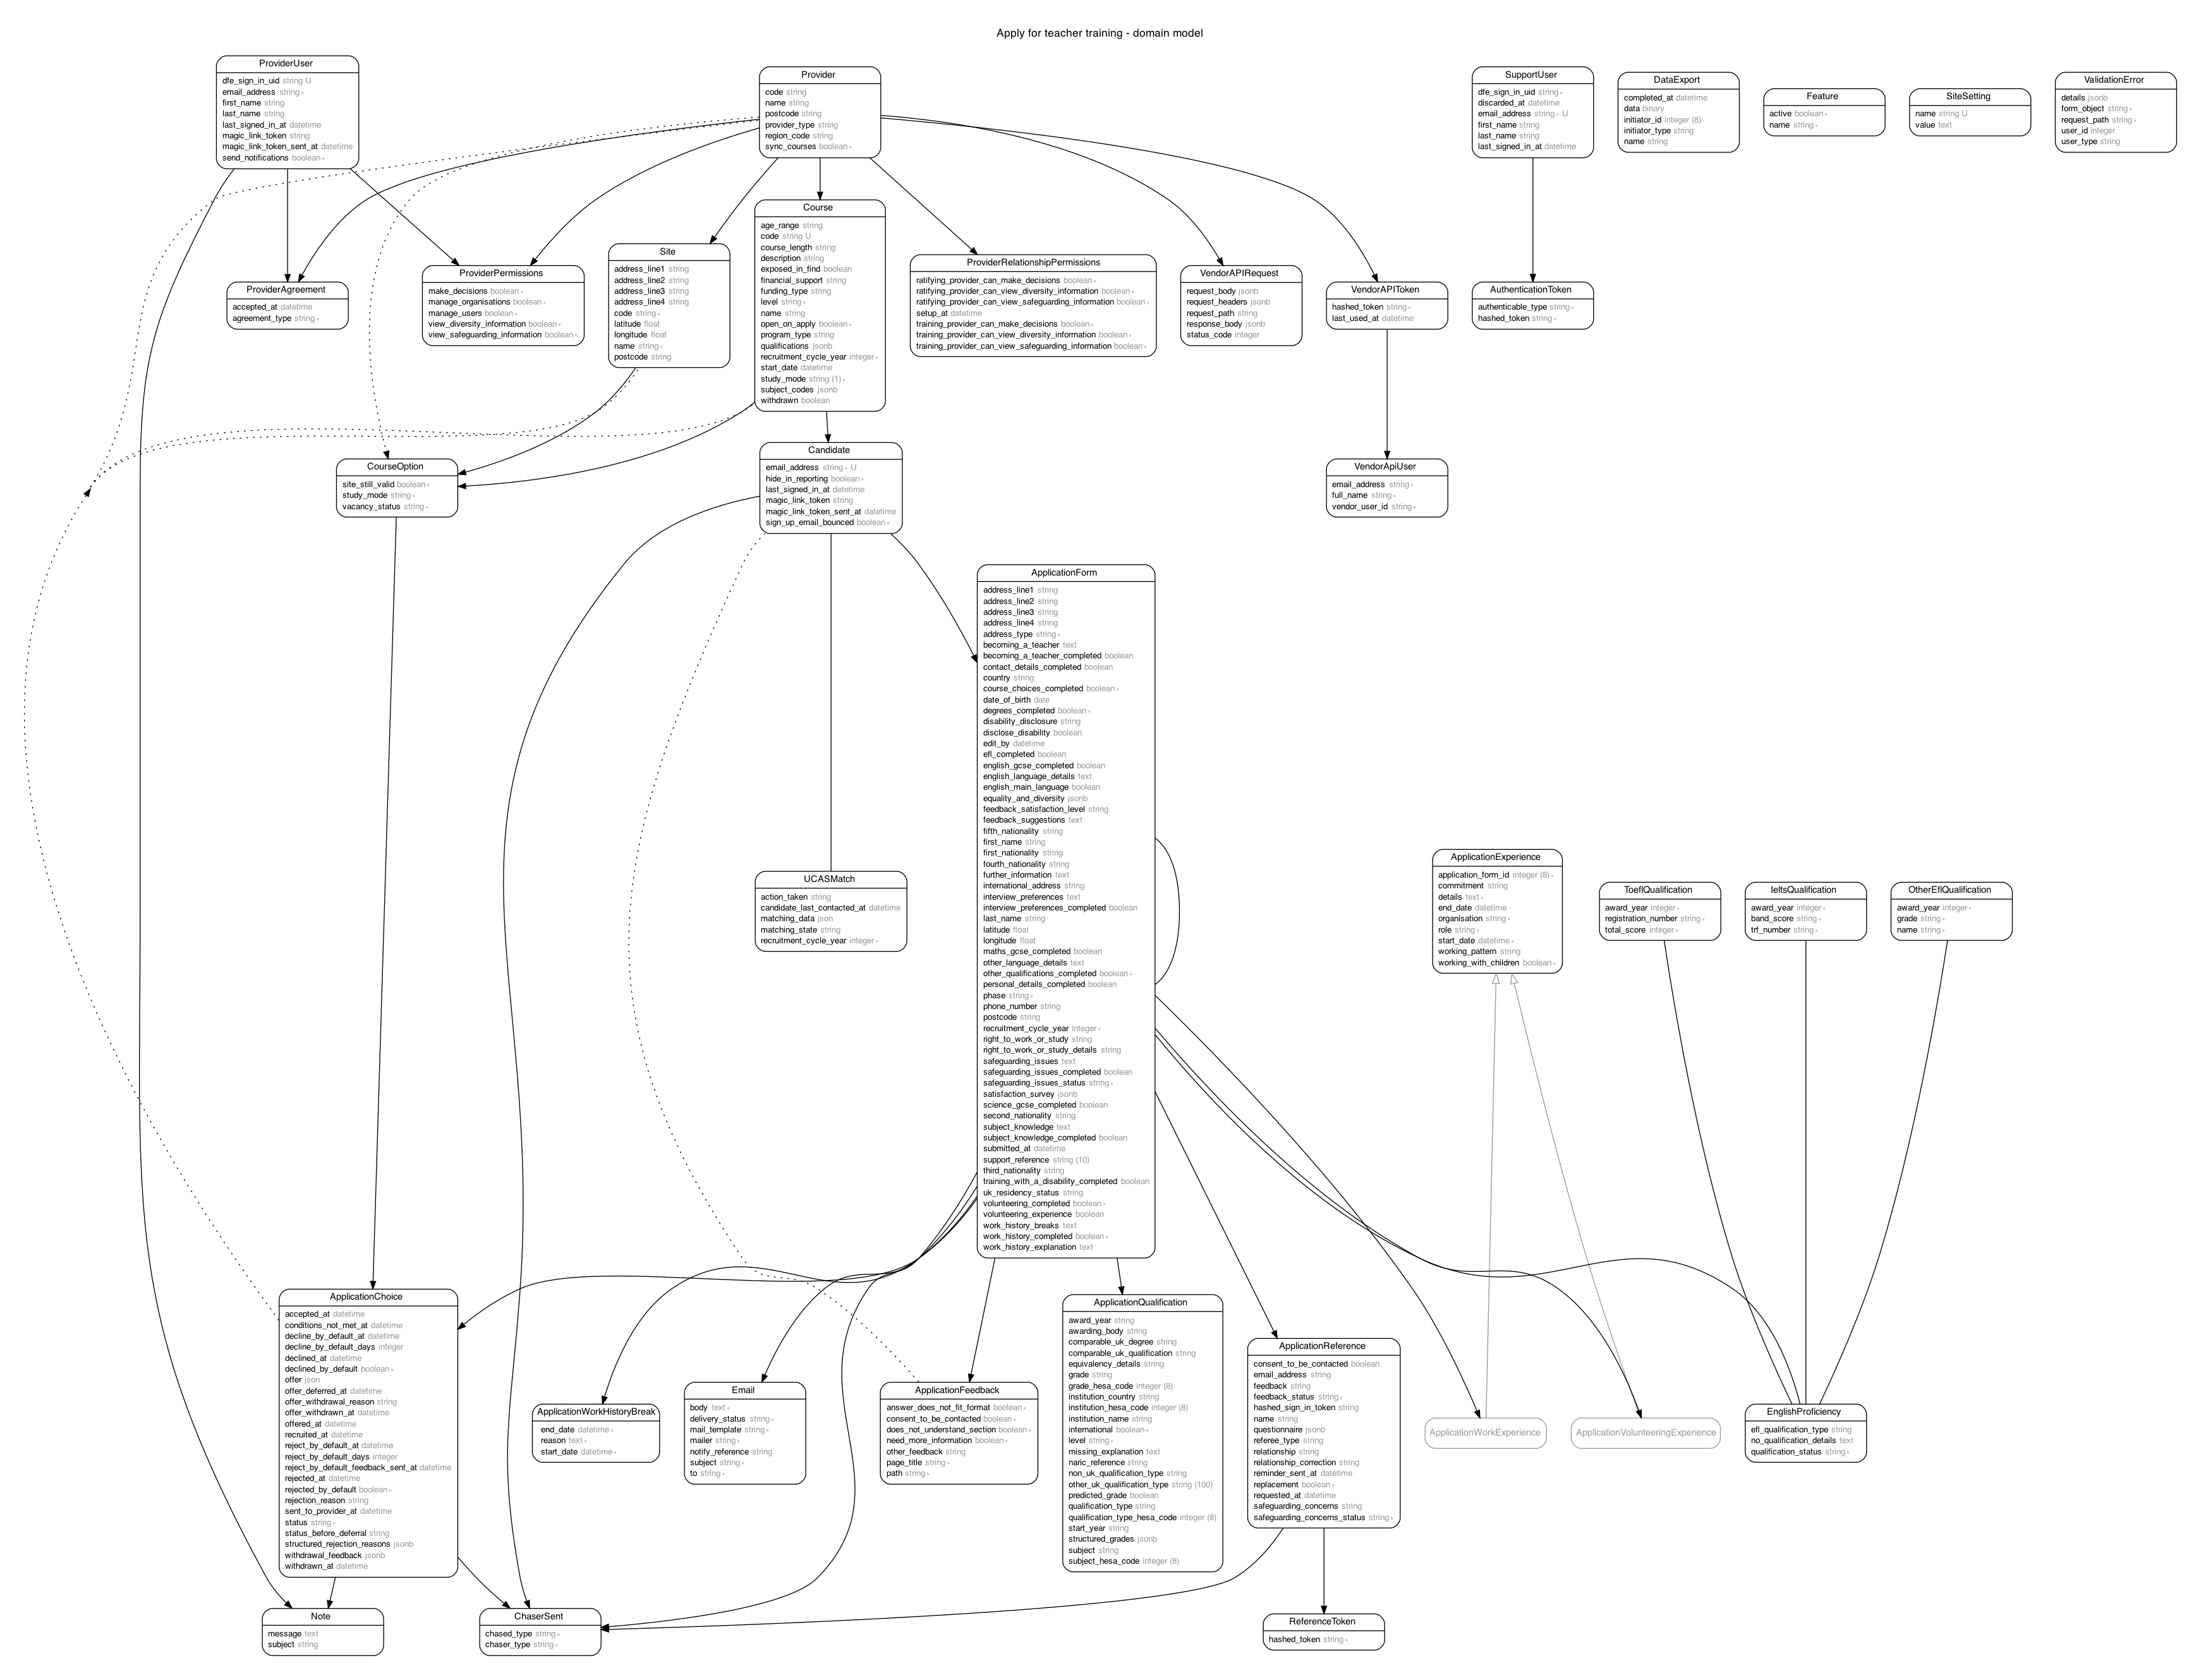 Apply for teacher training - domain model
ProviderUser
dfe_sign_in_uid string U
email_address string ∗
first_name string
last_name string
last_signed_in_at datetime
magic_link_token string
magic_link_token_sent_at datetime
send_notifications boolean ∗
Provider
code string
name string
postcode string
provider_type string
region_code string
sync_courses boolean ∗
SupportUser
dfe_sign_in_uid string ∗
discarded_at datetime
email_address string ∗ U
first_name string
last_name string
last_signed_in_at datetime
DataExport
completed_at datetime
data binary
initiator_id integer (8)
initiator_type string
name string
Feature
active boolean ∗
name string ∗
SiteSetting
name string U
value text
ValidationError
details jsonb
form_object string ∗
request_path string ∗
user_id integer
user_type string
ProviderAgreement
accepted_at datetime
agreement_type string ∗
ProviderPermissions
make_decisions boolean ∗
manage_organisations boolean ∗
manage_users boolean ∗
view_diversity_information boolean ∗
view_safeguarding_information boolean ∗
Site
address_line1 string
address_line2 string
address_line3 string
address_line4 string
code string ∗
latitude float
longitude float
name string ∗
postcode string
Course
age_range string
code string U
course_length string
description string
exposed_in_find boolean
financial_support string
funding_type string
level string ∗
name string
open_on_apply boolean ∗
program_type string
qualifications jsonb
recruitment_cycle_year integer ∗
start_date datetime
study_mode string (1) ∗
subject_codes jsonb
withdrawn boolean
ProviderRelationshipPermissions
ratifying_provider_can_make_decisions boolean ∗
ratifying_provider_can_view_diversity_information boolean ∗
ratifying_provider_can_view_safeguarding_information boolean ∗
setup_at datetime
training_provider_can_make_decisions boolean ∗
training_provider_can_view_diversity_information boolean ∗
training_provider_can_view_safeguarding_information boolean ∗
VendorAPIRequest
request_body jsonb
request_headers jsonb
request_path string
response_body jsonb
status_code integer
VendorAPIToken
hashed_token string ∗
last_used_at datetime
AuthenticationToken
authenticable_type string ∗
hashed_token string ∗
CourseOption
site_still_valid boolean ∗
study_mode string ∗
vacancy_status string ∗
Candidate
email_address string ∗ U
hide_in_reporting boolean ∗
last_signed_in_at datetime
magic_link_token string
magic_link_token_sent_at datetime
sign_up_email_bounced boolean ∗
VendorApiUser
email_address string ∗
full_name string ∗
vendor_user_id string ∗
ApplicationForm
address_line1 string
address_line2 string
address_line3 string
address_line4 string
address_type string ∗
becoming_a_teacher text
becoming_a_teacher_completed boolean
contact_details_completed boolean
country string
course_choices_completed boolean ∗
date_of_birth date
degrees_completed boolean ∗
disability_disclosure string
disclose_disability boolean
edit_by datetime
efl_completed boolean
english_gcse_completed boolean
english_language_details text
english_main_language boolean
equality_and_diversity jsonb
feedback_satisfaction_level string
feedback_suggestions text
fifth_nationality string
first_name string
first_nationality string
fourth_nationality string
further_information text
international_address string
interview_preferences text
interview_preferences_completed boolean
last_name string
latitude float
longitude float
maths_gcse_completed boolean
other_language_details text
other_qualifications_completed boolean ∗
personal_details_completed boolean
phase string ∗
phone_number string
postcode string
recruitment_cycle_year integer ∗
right_to_work_or_study string
right_to_work_or_study_details string
safeguarding_issues text
safeguarding_issues_completed boolean
safeguarding_issues_status string ∗
satisfaction_survey jsonb
science_gcse_completed boolean
second_nationality string
subject_knowledge text
subject_knowledge_completed boolean
submitted_at datetime
support_reference string (10)
third_nationality string
training_with_a_disability_completed boolean
uk_residency_status string
volunteering_completed boolean ∗
volunteering_experience boolean
work_history_breaks text
work_history_completed boolean ∗
work_history_explanation text
UCASMatch
action_taken string
candidate_last_contacted_at datetime
matching_data json
matching_state string
recruitment_cycle_year integer ∗
ApplicationExperience
application_form_id integer (8) ∗
commitment string
details text ∗
end_date datetime
organisation string ∗
role string ∗
start_date datetime ∗
working_pattern string
working_with_children boolean ∗
ToeflQualification
award_year integer ∗
registration_number string ∗
total_score integer ∗
IeltsQualification
award_year integer ∗
band_score string ∗
trf_number string ∗
OtherEflQualification
award_year integer ∗
grade string ∗
name string ∗
ApplicationChoice
accepted_at datetime
conditions_not_met_at datetime
decline_by_default_at datetime
decline_by_default_days integer
declined_at datetime
declined_by_default boolean ∗
offer json
offer_deferred_at datetime
offer_withdrawal_reason string
offer_withdrawn_at datetime
offered_at datetime
recruited_at datetime
reject_by_default_at datetime
reject_by_default_days integer
reject_by_default_feedback_sent_at datetime
rejected_at datetime
rejected_by_default boolean ∗
rejection_reason string
sent_to_provider_at datetime
status string ∗
status_before_deferral string
structured_rejection_reasons jsonb
withdrawal_feedback jsonb
withdrawn_at datetime
ApplicationWorkHistoryBreak
end_date datetime ∗
reason text ∗
start_date datetime ∗
Email
body text ∗
delivery_status string ∗
mail_template string ∗
mailer string ∗
notify_reference string
subject string ∗
to string ∗
ApplicationFeedback
answer_does_not_fit_format boolean ∗
consent_to_be_contacted boolean ∗
does_not_understand_section boolean ∗
need_more_information boolean ∗
other_feedback string
page_title string ∗
path string ∗
ApplicationQualification
award_year string
awarding_body string
comparable_uk_degree string
comparable_uk_qualification string
equivalency_details string
grade string
grade_hesa_code integer (8)
institution_country string
institution_hesa_code integer (8)
institution_name string
international boolean ∗
level string ∗
missing_explanation text
naric_reference string
non_uk_qualification_type string
other_uk_qualification_type string (100)
predicted_grade boolean
qualification_type string
qualification_type_hesa_code integer (8)
start_year string
structured_grades jsonb
subject string
subject_hesa_code integer (8)
ApplicationReference
consent_to_be_contacted boolean
email_address string
feedback string
feedback_status string ∗
hashed_sign_in_token string
name string
questionnaire jsonb
referee_type string
relationship string
relationship_correction string
reminder_sent_at datetime
replacement boolean ∗
requested_at datetime
safeguarding_concerns string
safeguarding_concerns_status string ∗
ApplicationWorkExperience
ApplicationVolunteeringExperience
EnglishProficiency
efl_qualification_type string
no_qualification_details text
qualification_status string ∗
Note
message text
subject string
ChaserSent
chased_type string ∗
chaser_type string ∗
ReferenceToken
hashed_token string ∗